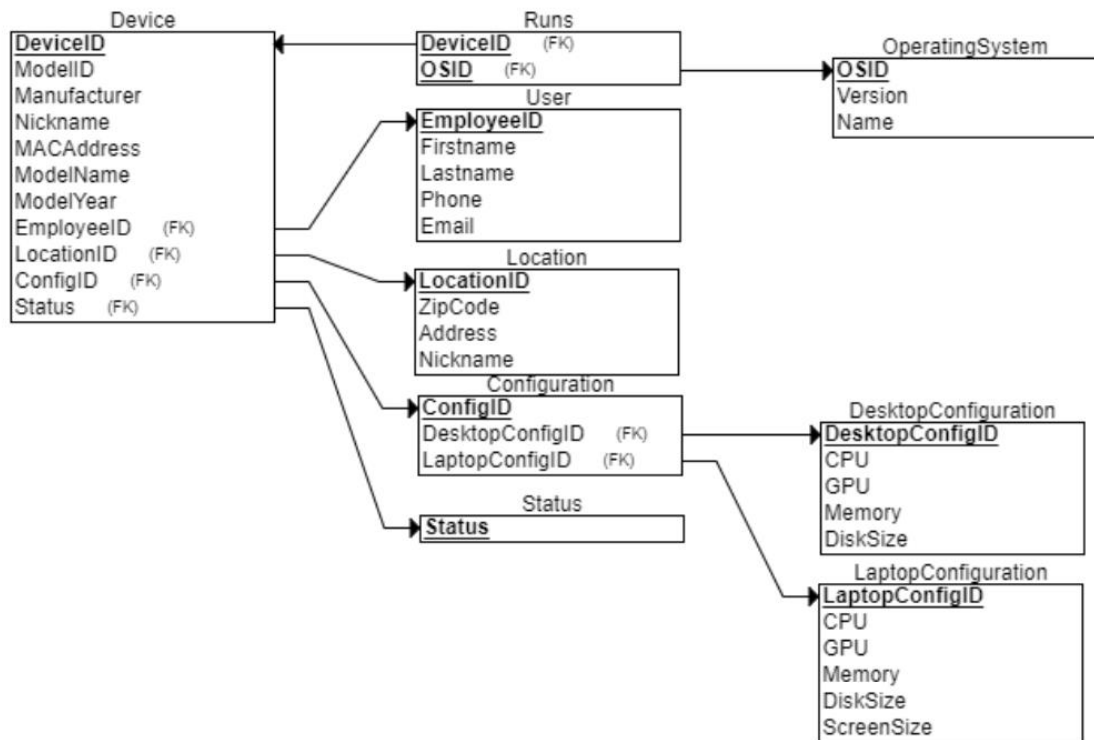 Device
DeviceID
ModelID
Manufacturer
Nickname
MACAddress
ModelName
ModelYear
EmployeeID (FK)
LocationID (FK)
ConfigID (FK)
Status (FK)
Runs
DeviceID (FK)
OSID (FK)
OperatingSystem
OSID
Version
Name
User
EmployeeID
Firstname
Lastname
Phone
Email
Location
LocationID
ZipCode
Address
Nickname
Configuration
ConfigID
DesktopConfigID (FK)
LaptopConfigID (FK)
Status
Status
DesktopConfiguration
DesktopConfigID
CPU
GPU
Memory
DiskSize
LaptopConfiguration
LaptopConfigID
CPU
GPU
Memory
DiskSize
ScreenSize